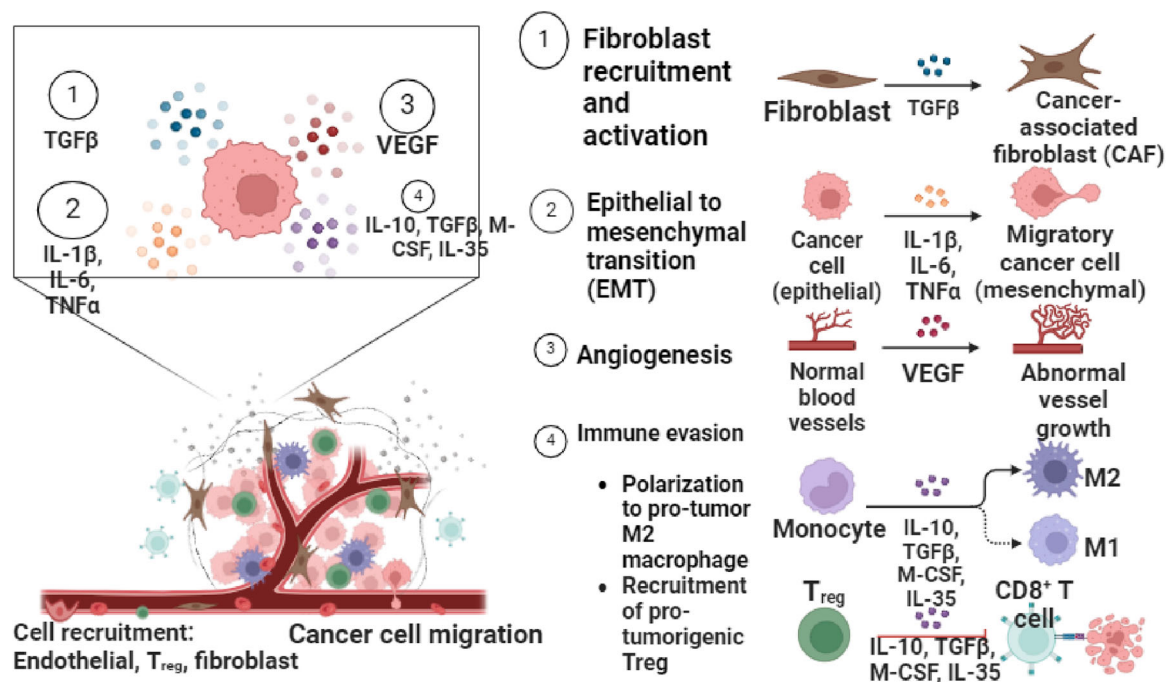 1
TGFβ
3
VEGF
2
IL-1β,
IL-6,
TNFα
4
IL-10, TGFβ, M-
CSF, IL-35
Cell recruitment:
Endothelial, Treg, fibroblast
Cancer cell migration
1
Fibroblast
recruitment
and
activation
Fibroblast
TGFβ
Cancer-
associated
fibroblast (CAF)
2
Epithelial to
mesenchymal
transition
(EMT)
Cancer
cell
(epithelial)
IL-1β,
IL-6,
TNFα
Migratory
cancer cell
(mesenchymal)
3
Angiogenesis
Normal
blood
vessels
VEGF
Abnormal
vessel
growth
4
Immune evasion
• Polarization
to pro-tumor
M2
macrophage
• Recruitment
of pro-
tumorigenic
Treg
Monocyte
IL-10,
TGFβ,
M-CSF,
IL-35
M2
M1
Treg
IL-10, TGFβ,
M-CSF, IL-35
CD8⁺ T
cell